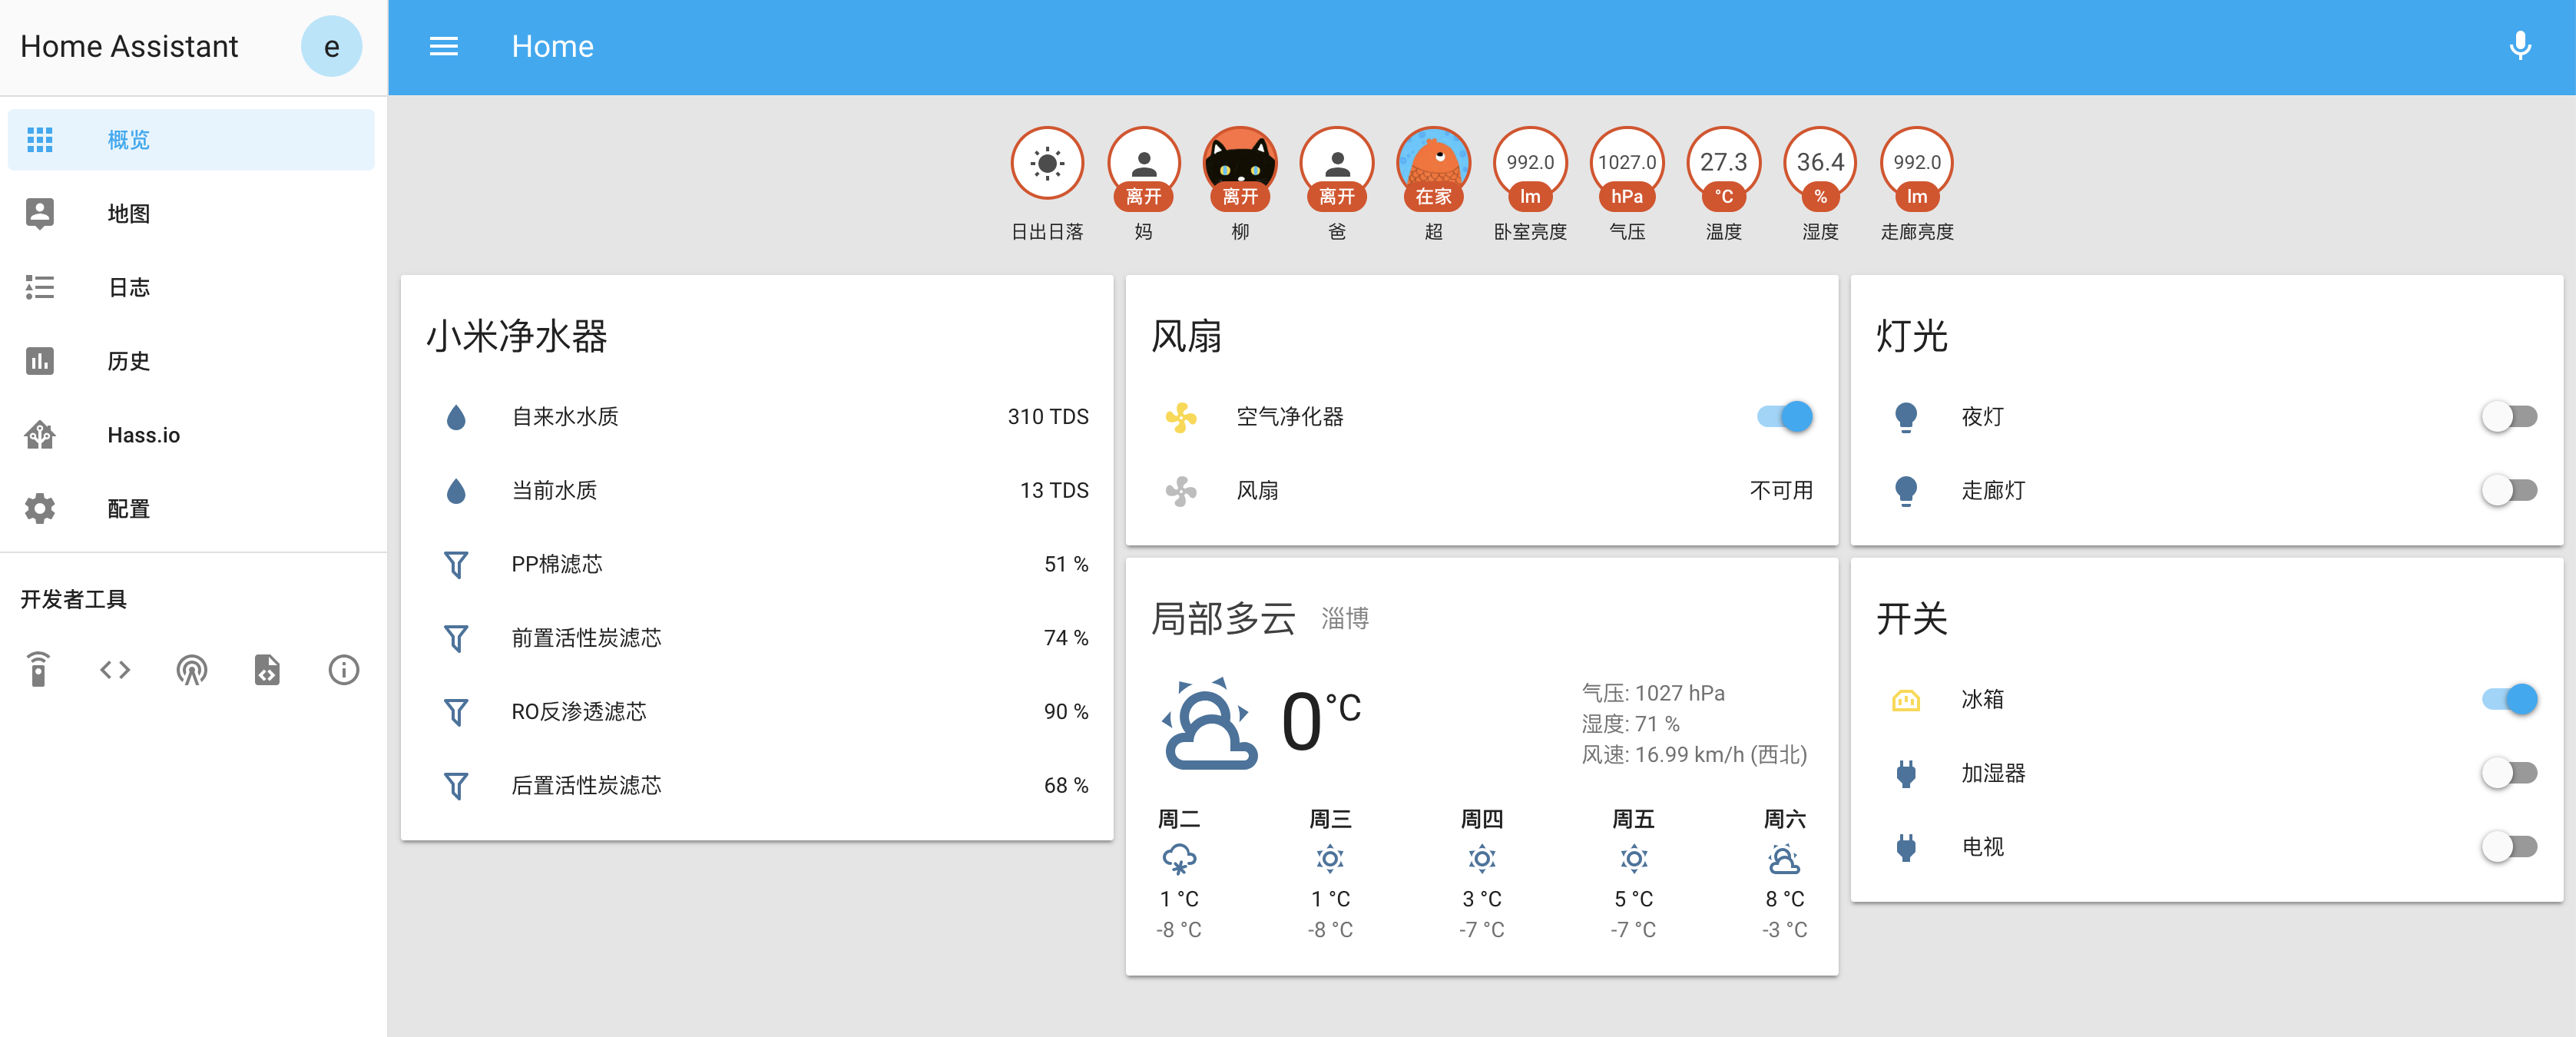 Home Assistant
e
概览
地图
日志
历史
Hass.io
配置
开发者工具
Home
日出日落
离开
妈
离开
柳
离开
爸
在家
超
992.0
lm
卧室亮度
1027.0
hPa
气压
27.3
°C
温度
36.4
%
湿度
992.0
lm
走廊亮度
小米净水器
自来水水质 310 TDS
当前水质 13 TDS
PP棉滤芯 51 %
前置活性炭滤芯 74 %
RO反渗透滤芯 90 %
后置活性炭滤芯 68 %
风扇
空气净化器
风扇 不可用
局部多云 淄博
0 °C
气压: 1027 hPa
湿度: 71 %
风速: 16.99 km/h (西北)
周二 周三 周四 周五 周六
1 °C 1 °C 3 °C 5 °C 8 °C
-8 °C -8 °C -7 °C -7 °C -3 °C
灯光
夜灯
走廊灯
开关
冰箱
加湿器
电视